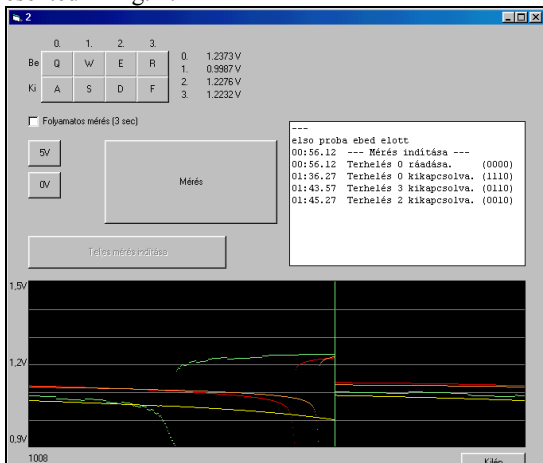 2
0. 1. 2. 3.
Be Q W E R
Ki A S D F
0. 1.2373 V
1. 0.9987 V
2. 1.2276 V
3. 1.2232 V
Folyamatos mérés (3 sec)
5V
0V
Mérés
Teljes mérés indítása
---
elso proba ebed elott
00:56.12 --- Mérés indítása ---
00:56.12 Terhelés 0 ráadása. (0000)
01:36.27 Terhelés 0 kikapcsolva. (1110)
01:43.57 Terhelés 3 kikapcsolva. (0110)
01:45.27 Terhelés 2 kikapcsolva. (0010)
1,5V
1,2V
0,9V
1008
Kilép